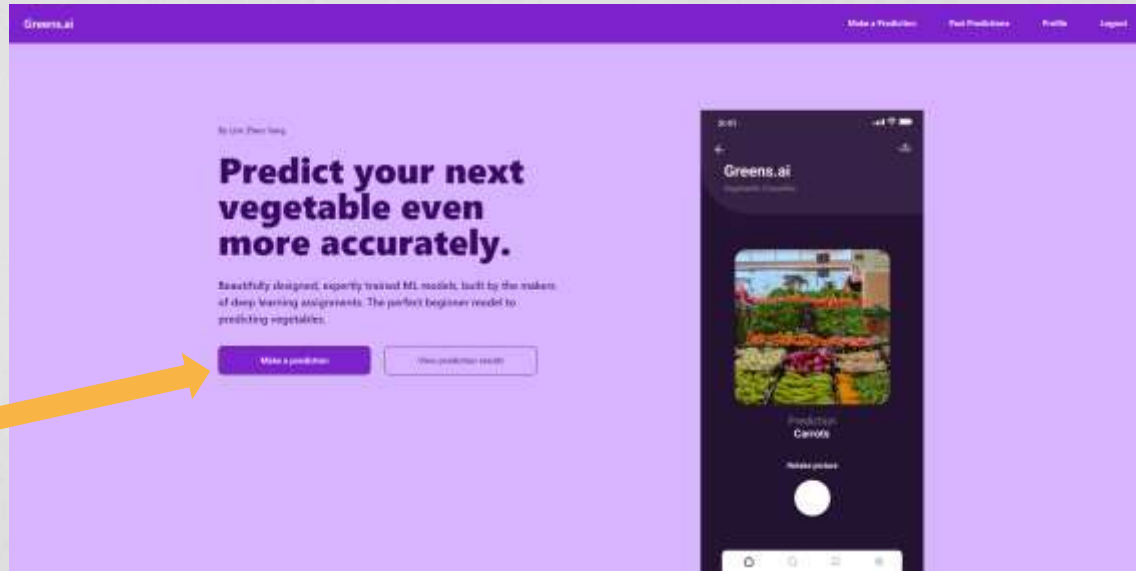 Greens.ai
Make a Prediction Past Predictions Profile Logout
Predict your next
vegetable even
more accurately.
Beautifully designed, expertly trained ML models, built by the makers
of deep learning assignments. The perfect beginner model to
predicting vegetables.
Make a prediction
View prediction results
Greens.ai
Prediction
Carrots
Retake picture